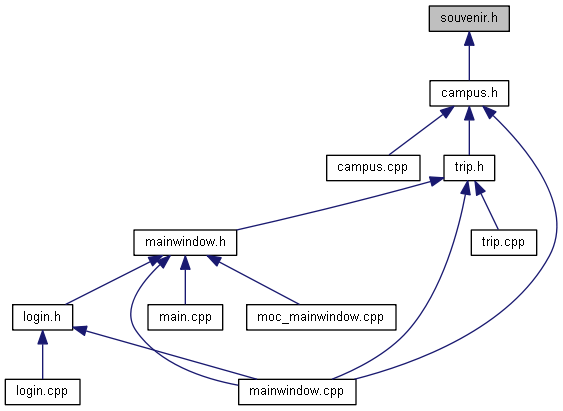 souvenir.h
campus.h
campus.cpp
trip.h
mainwindow.h
trip.cpp
login.h
main.cpp
moc_mainwindow.cpp
login.cpp
mainwindow.cpp